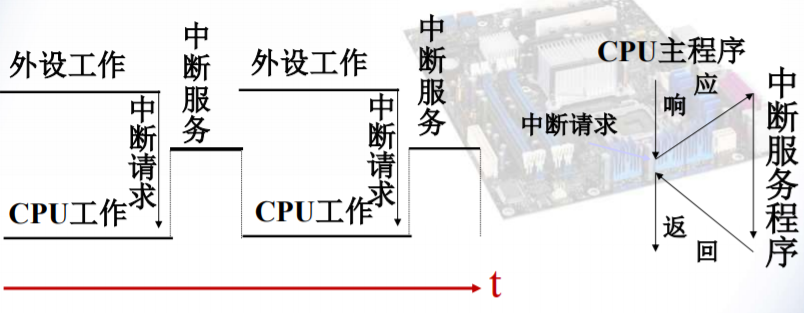 外设工作
中断请求
CPU工作
中断服务
外设工作
中断请求
CPU工作
中断服务
t
CPU主程序
中断请求
响应
返回
中断服务程序